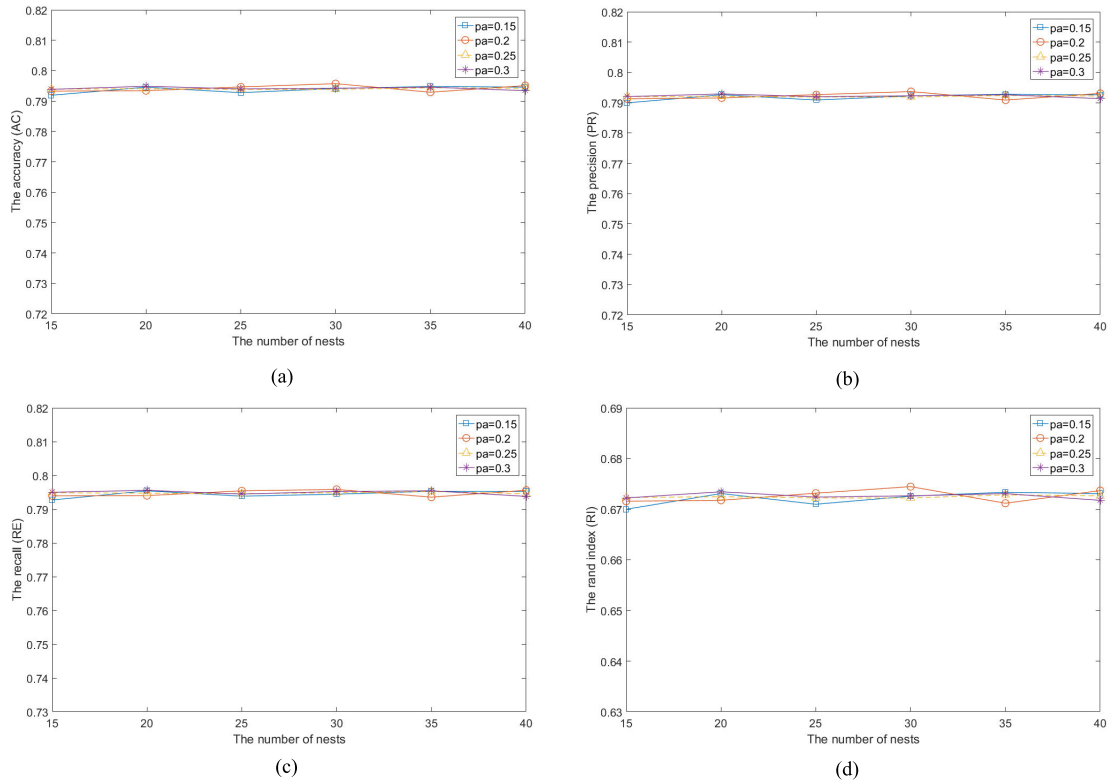 0.82
0.81
0.8
0.79
0.78
0.77
0.76
0.75
0.74
0.73
0.72
The accuracy (AC)
15 20 25 30 35 40
The number of nests
pa=0.15
pa=0.2
pa=0.25
pa=0.3
(a)
0.82
0.81
0.8
0.79
0.78
0.77
0.76
0.75
0.74
0.73
0.72
The precision (PR)
15 20 25 30 35 40
The number of nests
pa=0.15
pa=0.2
pa=0.25
pa=0.3
(b)
0.82
0.81
0.8
0.79
0.78
0.77
0.76
0.75
0.74
0.73
The recall (RE)
15 20 25 30 35 40
The number of nests
pa=0.15
pa=0.2
pa=0.25
pa=0.3
(c)
0.69
0.68
0.67
0.66
0.65
0.64
0.63
The rand index (RI)
15 20 25 30 35 40
The number of nests
pa=0.15
pa=0.2
pa=0.25
pa=0.3
(d)